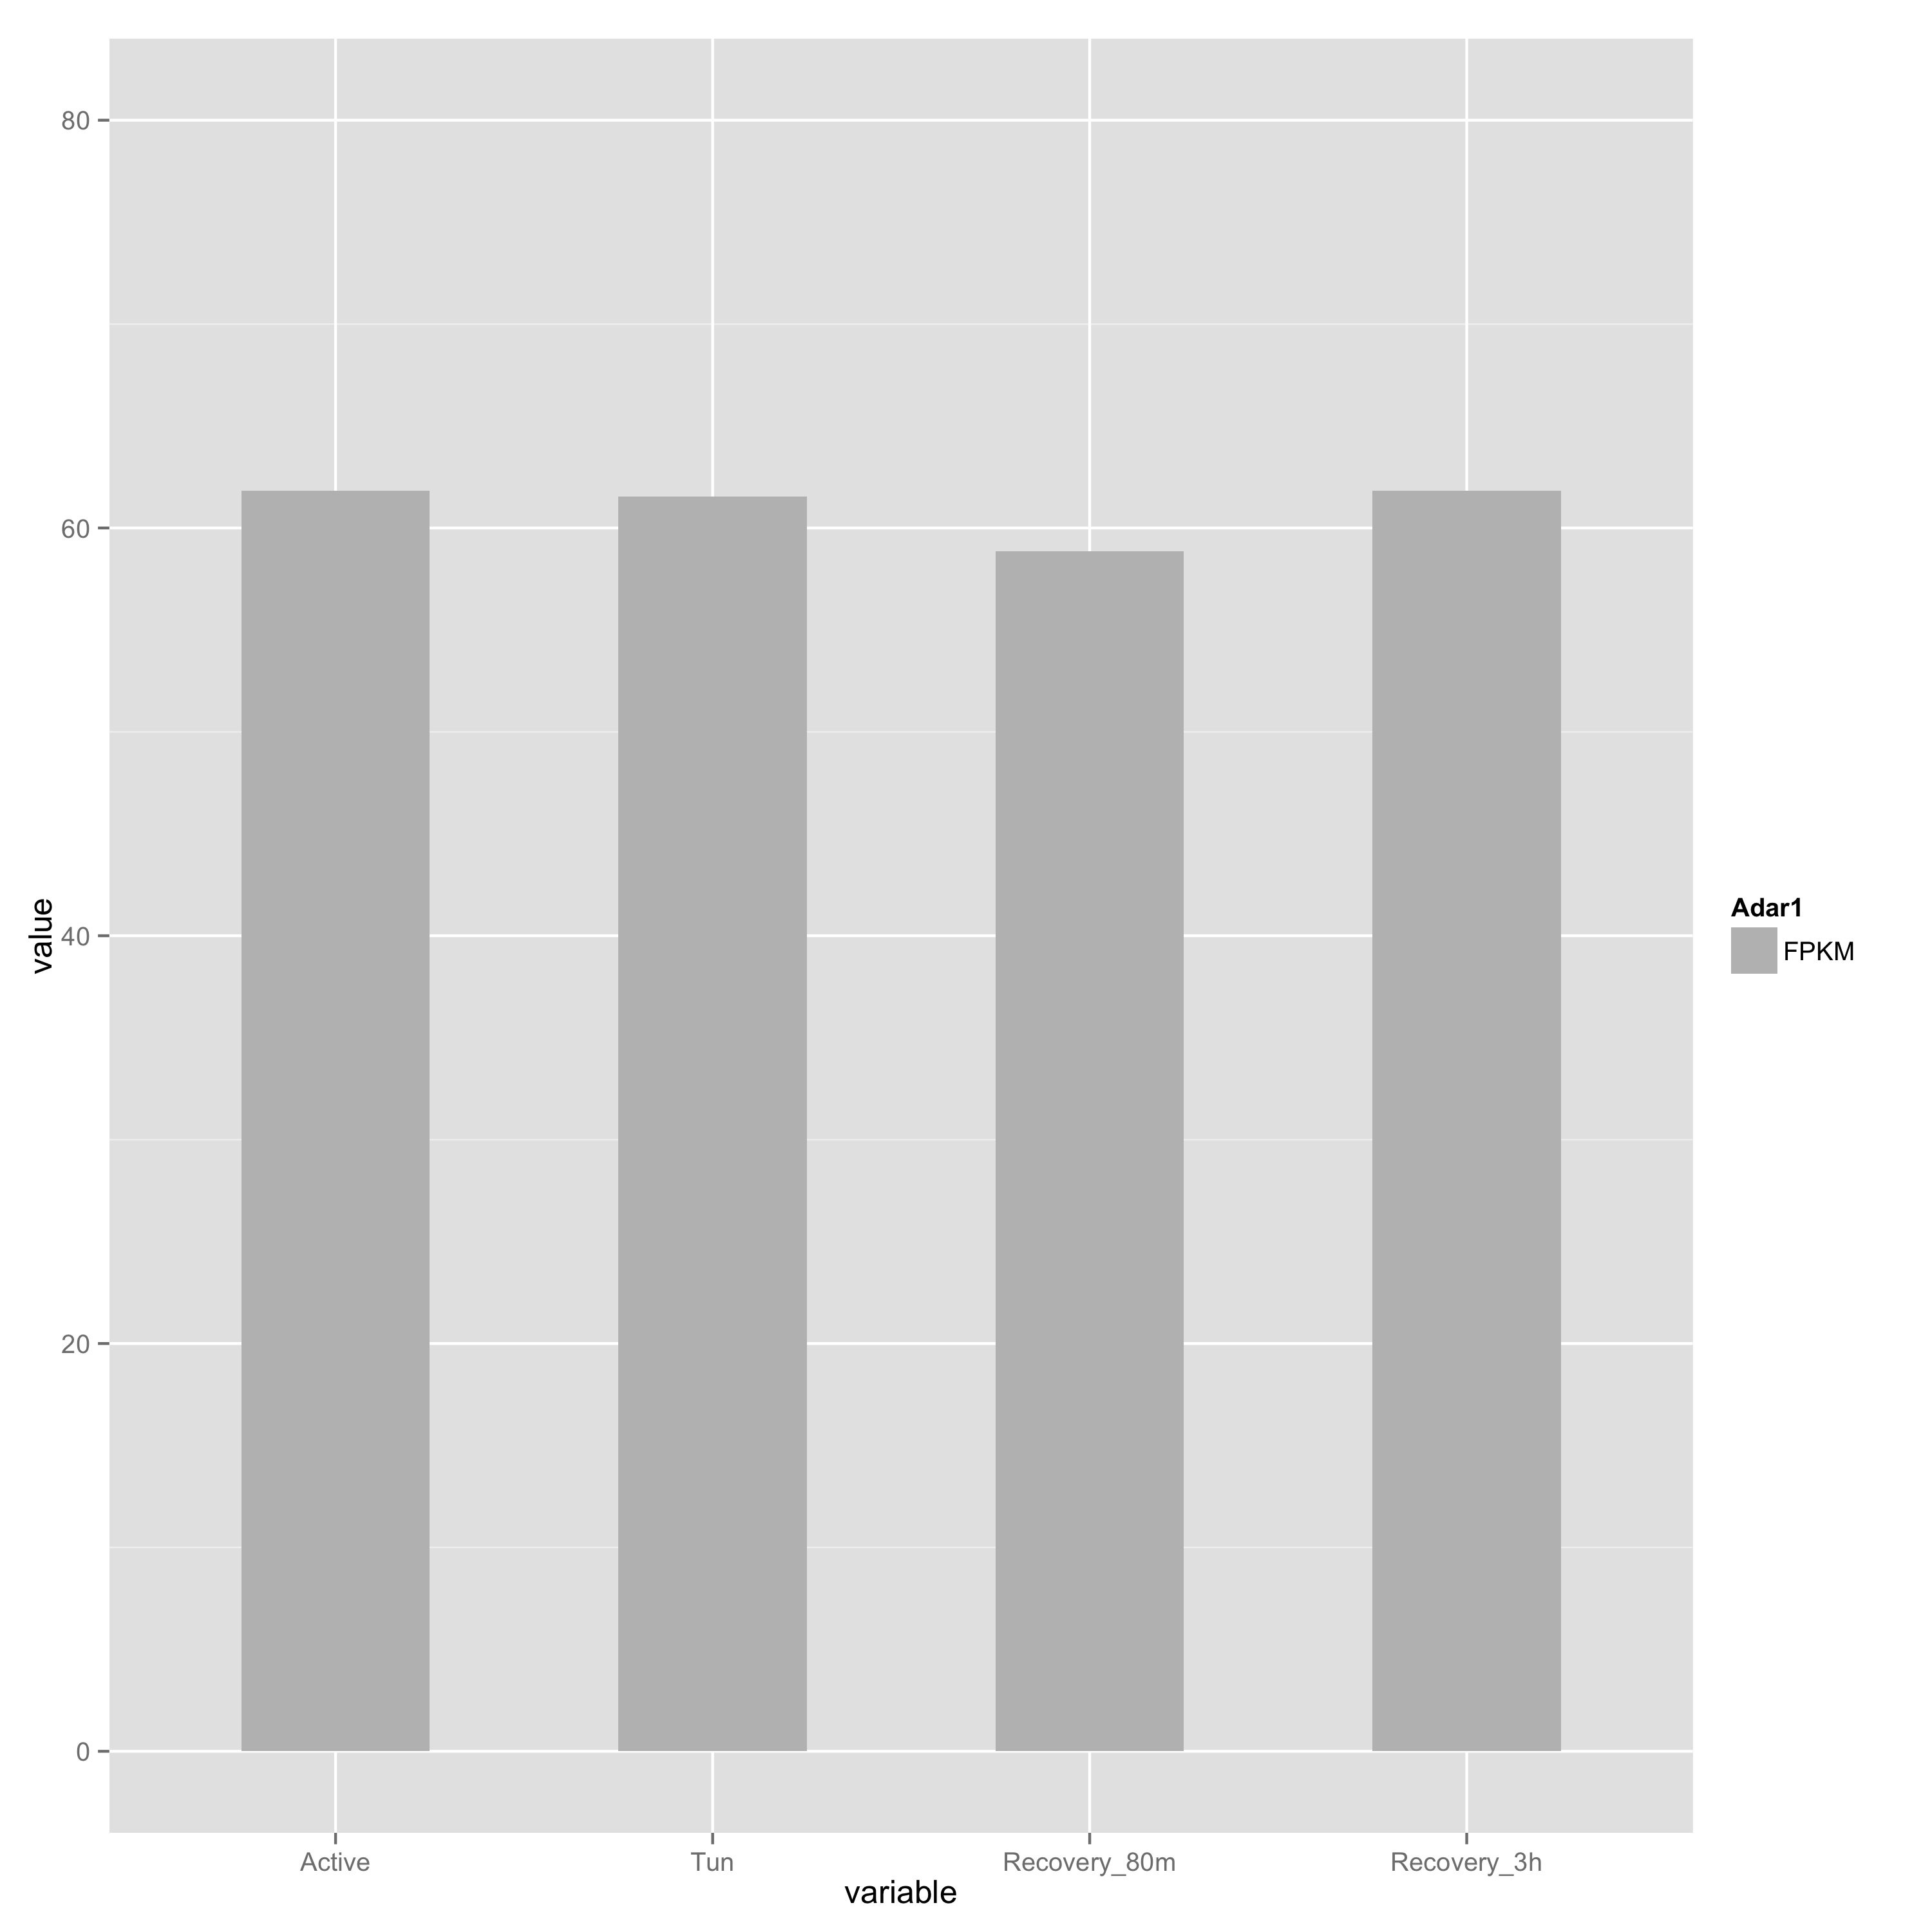 80
60
40
20
0
value
Active
Tun
Recovery_80m
Recovery_3h
variable
Adar1
FPKM